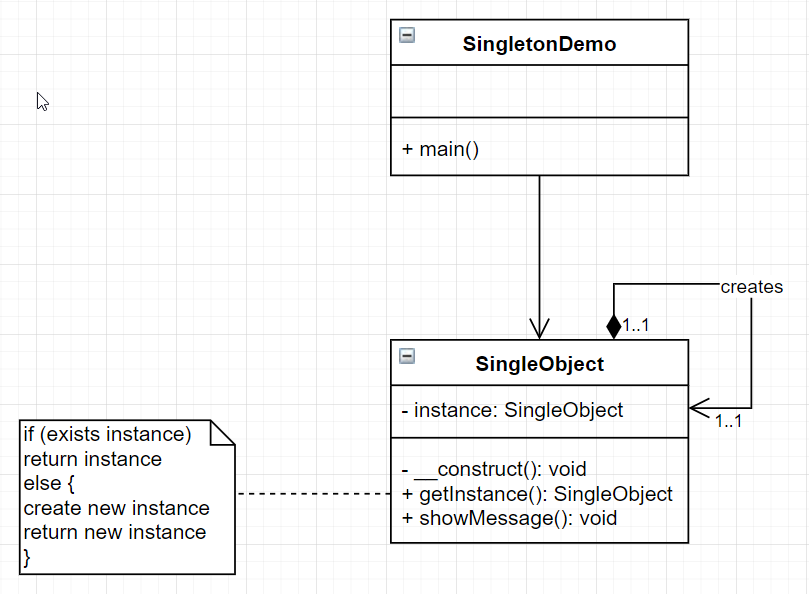 SingletonDemo
+ main()
creates
1..1
SingleObject
- instance: SingleObject
1..1
- __construct(): void
+ getInstance(): SingleObject
+ showMessage(): void
if (exists instance)
return instance
else {
create new instance
return new instance
}